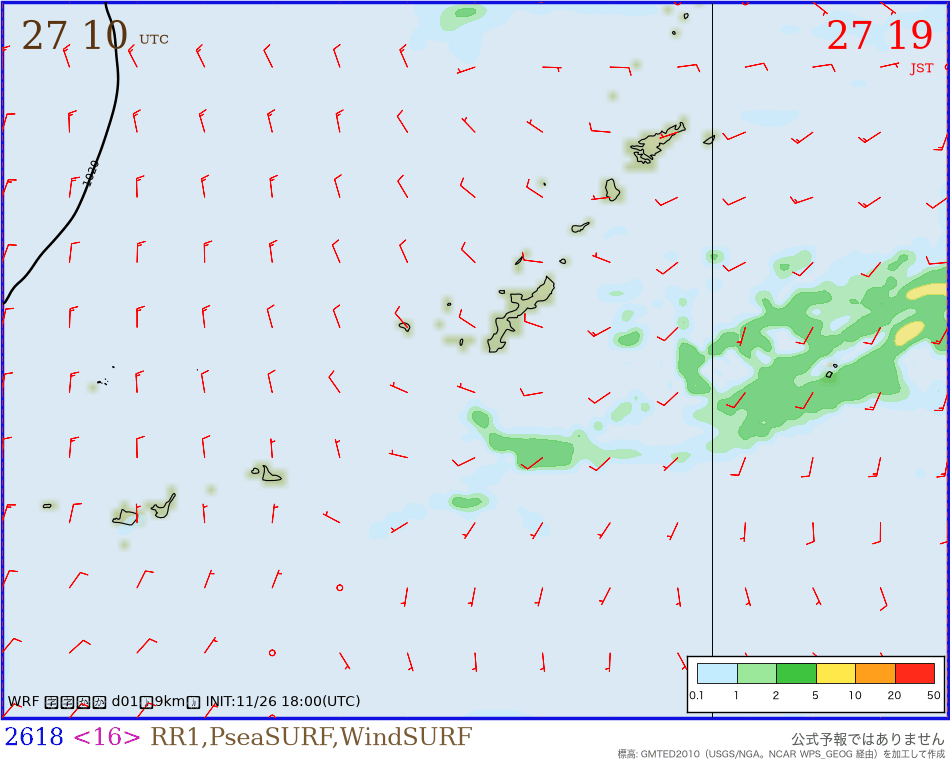 27 10 UTC
27 19
JST
1020
0.1 1 2 5 10 20 50
WRF d01 9km INIT:11/26 18:00(UTC)
2618 <16> RR1,PseaSURF,WindSURF
公式予報ではありません
標高: GMTED2010（USGS/NGA。NCAR WPS_GEOG 経由）を加工して作成